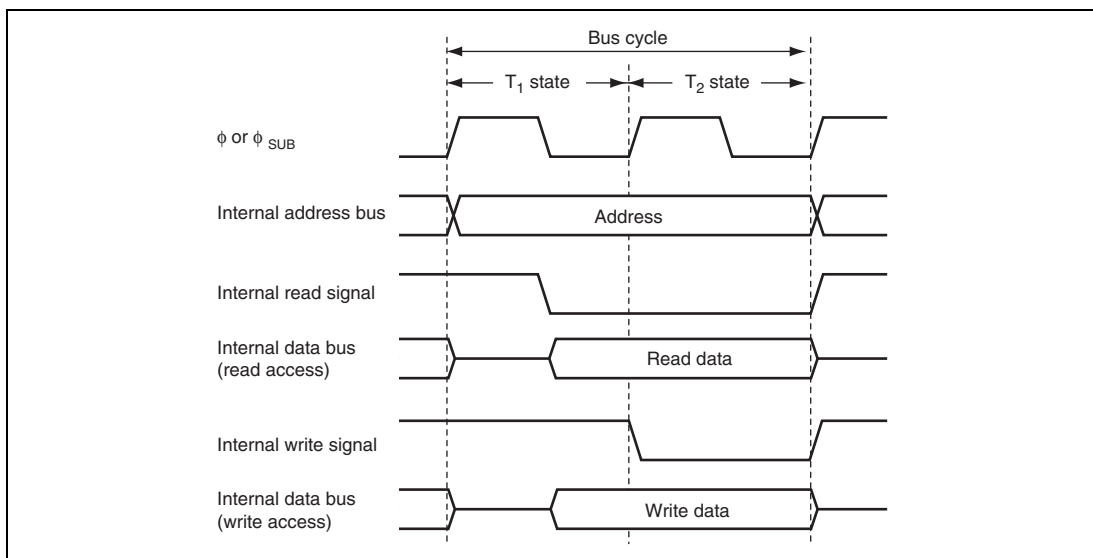 Bus cycle
T₁ state
T₂ state
ϕ or ϕ SUB
Internal address bus
Address
Internal read signal
Internal data bus
(read access)
Read data
Internal write signal
Internal data bus
(write access)
Write data